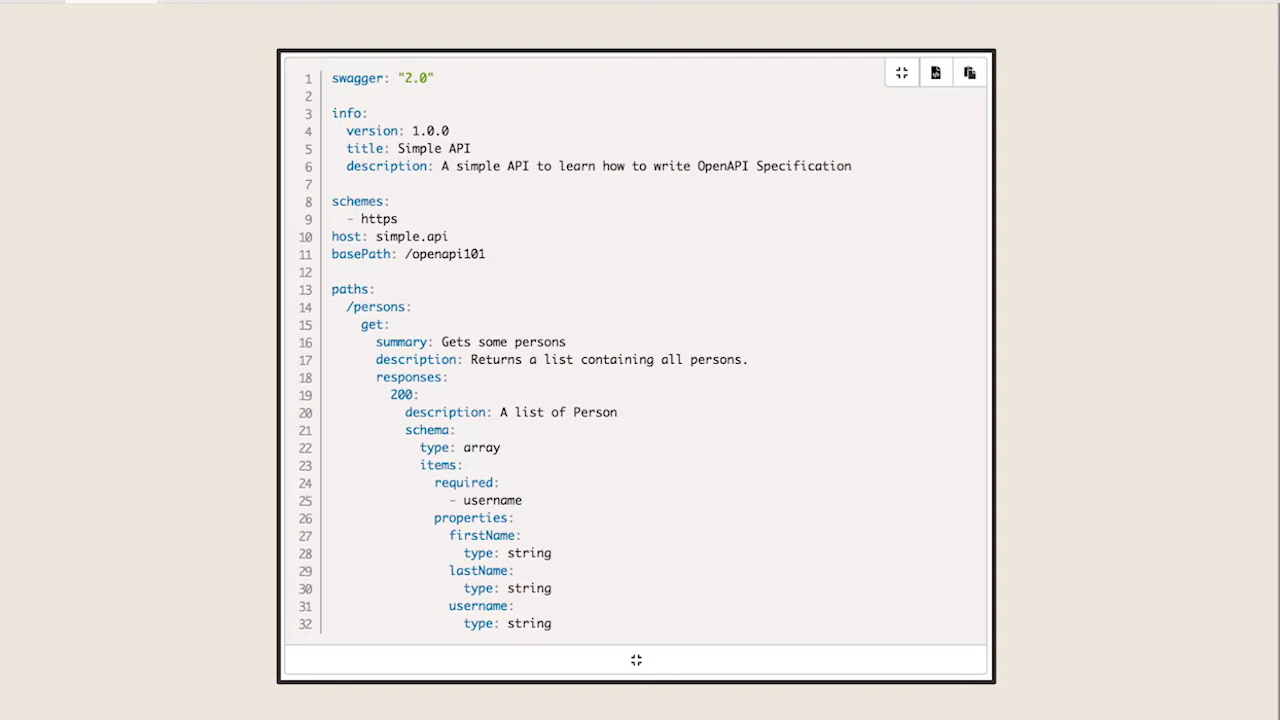 1 swagger: "2.0"
2
3 info:
4   version: 1.0.0
5   title: Simple API
6   description: A simple API to learn how to write OpenAPI Specification
7
8 schemes:
9   - https
10 host: simple.api
11 basePath: /openapi101
12
13 paths:
14   /persons:
15     get:
16       summary: Gets some persons
17       description: Returns a list containing all persons.
18       responses:
19         200:
20           description: A list of Person
21           schema:
22             type: array
23             items:
24               required:
25                 - username
26               properties:
27                 firstName:
28                   type: string
29                 lastName:
30                   type: string
31                 username:
32                   type: string